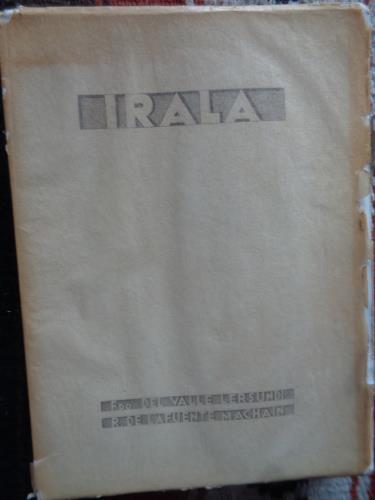 IRALA
Fco. DEL VALLE LERSUNDI
R. DE LAFUENTE MACHAIN